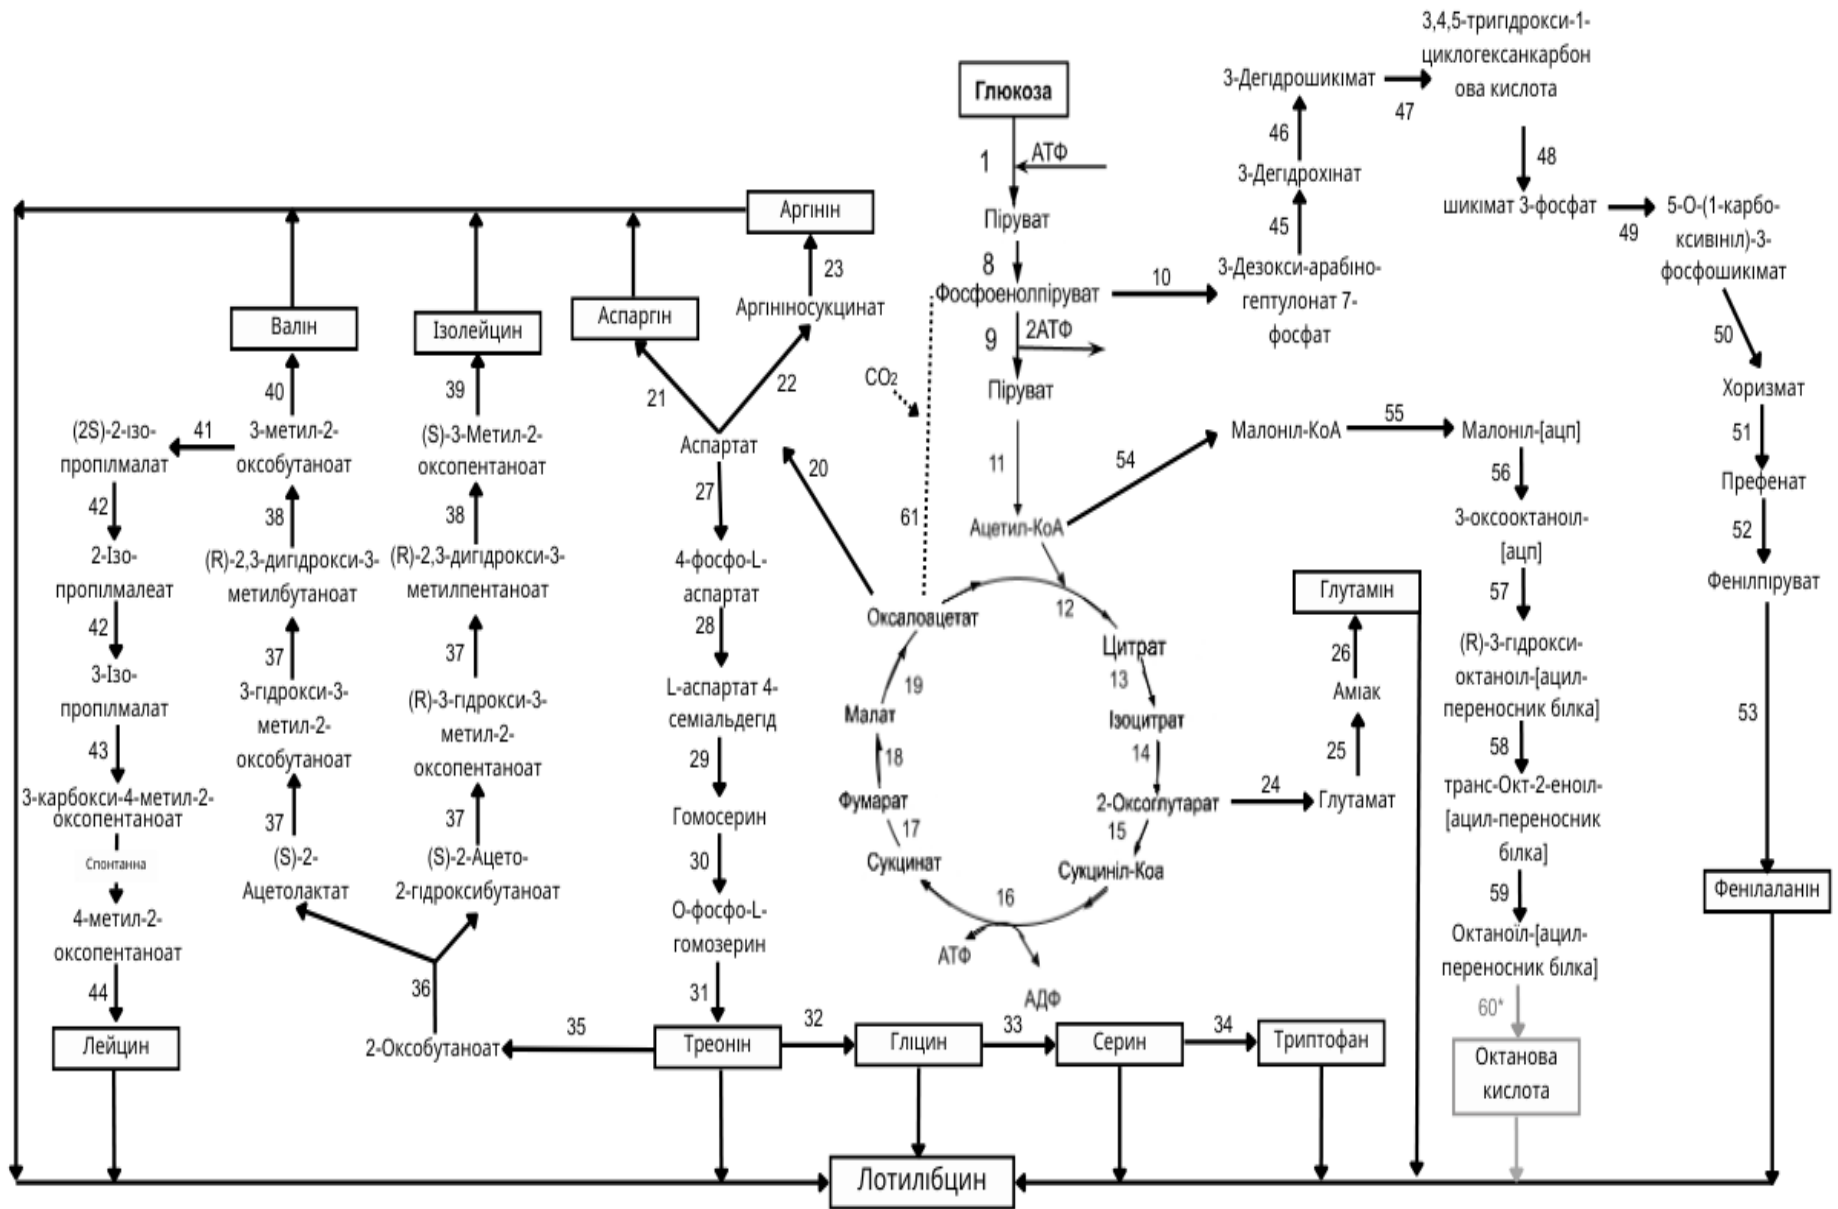 3,4,5-тригідрокси-1-
циклогексанкарбон
ова кислота
Глюкоза
3-Дегідрошикімат
47
1
АТФ
46
48
3-Дегідрохінат
Аргінін
Піруват
45
шикімат 3-фосфат
49
5-О-(1-карбо-
ксивініл)-3-
фосфошикімат
23
8
Фосфоенолпіруват
10
3-Дезокси-арабіно-
гептулонат 7-
фосфат
Аргініносукцинат
Валін
Ізолейцин
Аспаргін
9
2АТФ
50
CO2
Піруват
Хоризмат
40
39
21
22
(2S)-2-ізо-
пропілмалат
41
3-метил-2-
оксобутаноат
(S)-3-Метил-2-
оксопентаноат
Аспартат
20
11
54
Малоніл-КоА
55
Малоніл-[ацп]
51
Префенат
42
38
38
27
61
Ацетил-КоА
56
3-оксооктаноіл-
[ацп]
52
Фенілпіруват
2-Ізо-
пропілмалеат
(R)-2,3-дигідрокси-3-
метилбутаноат
(R)-2,3-дигідрокси-3-
метилпентаноат
4-фосфо-L-
аспартат
Оксалоацетат
12
Глутамін
57
42
37
37
28
Цитрат
26
(R)-3-гідрокси-
октаноіл-[ацил-
переносник білка]
3-Ізо-
пропілмалат
3-гідрокси-3-
метил-2-
оксобутаноат
(R)-3-гідрокси-3-
метил-2-
оксопентаноат
L-аспартат 4-
семіальдегід
19
13
Аміак
Малат
Ізоцитрат
53
43
29
18
14
25
58
3-карбокси-4-метил-2-
оксопентаноат
37
37
Гомосерин
Фумарат
2-Оксоглутарат
24
Глутамат
транс-Окт-2-еноіл-
[ацил-переносник
білка]
17
15
Спонтанна
(S)-2-
Ацетолактат
(S)-2-Ацето-
2-гідроксибутаноат
30
Сукцинат
Сукциніл-Коа
16
59
Фенілаланін
4-метил-2-
оксопентаноат
О-фосфо-L-
гомозерин
АТФ
АДФ
Октаноїл-[ацил-
переносник білка]
44
36
31
60*
Лейцин
2-Оксобутаноат
35
Треонін
32
Гліцин
33
Серин
34
Триптофан
Октанова
кислота
Лотилібцин